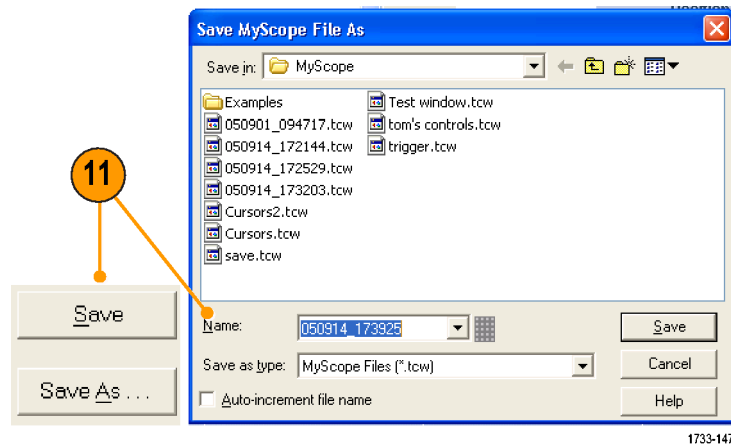 Save MyScope File As
Save in: MyScope
Examples
050901_094717.tcw
050914_172144.tcw
050914_172529.tcw
050914_173203.tcw
Cursors2.tcw
Cursors.tcw
save.tcw
Test window.tcw
tom's controls.tcw
trigger.tcw
11
Save
Save As . . .
Name: 050914_173925
Save
Save as type: MyScope Files (*.tcw)
Cancel
Auto-increment file name
Help
1733-147